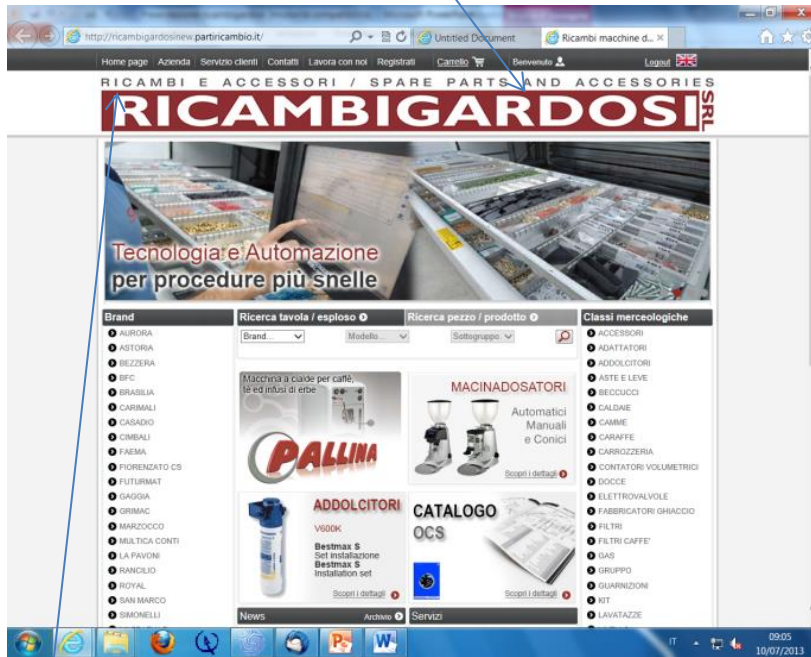 http://ricambigardosinew.partiricambio.it/
Untitled Document
Ricambi macchine d...
Home page Azienda Servizio clienti Contatti Lavora con noi Registrati Carrello Benvenuto Logout
RICAMBI E ACCESSORI / SPARE PARTS AND ACCESSORIES
RICAMBIGARDOSI SRL
Tecnologia e Automazione
per procedure più snelle
Brand
AURORA
ASTORIA
BEZZERA
BFC
BRASILIA
CARIMALI
CASADIO
CIMBALI
FAEMA
FIORENZATO CS
FUTURMAT
GAGGIA
GRIMAC
MARZOCCO
MULTICA CONTI
LA PAVONI
RANCILIO
ROYAL
SAN MARCO
SIMONELLI
Ricerca tavola / esploso
Ricerca pezzo / prodotto
Brand...
Modello...
Sottogruppo.
Macchina a cialde per caffè,
tè ed infusi di erbe
PALLINA
MACINADOSATORI
Automatici
Manuali
e Conici
Scopri i dettagli
ADDOLCITORI
V600K
Bestmax S
Set installazione
Bestmax S
Installation set
Scopri i dettagli
CATALOGO
OCS
Scopri i dettagli
News
Archivio
Servizi
Classi merceologiche
ACCESSORI
ADATTATORI
ADDOLCITORI
ASTE E LEVE
BECCUCCI
CALDAIE
CAMME
CARAFFE
CARROZZERIA
CONTATORI VOLUMETRICI
DOCCE
ELETTROVALVOLE
FABBRICATORI GHIACCIO
FILTRI
FILTRI CAFFE'
GAS
GRUPPO
GUARNIZIONI
KIT
LAVATAZZE
IT
09:05
10/07/2013